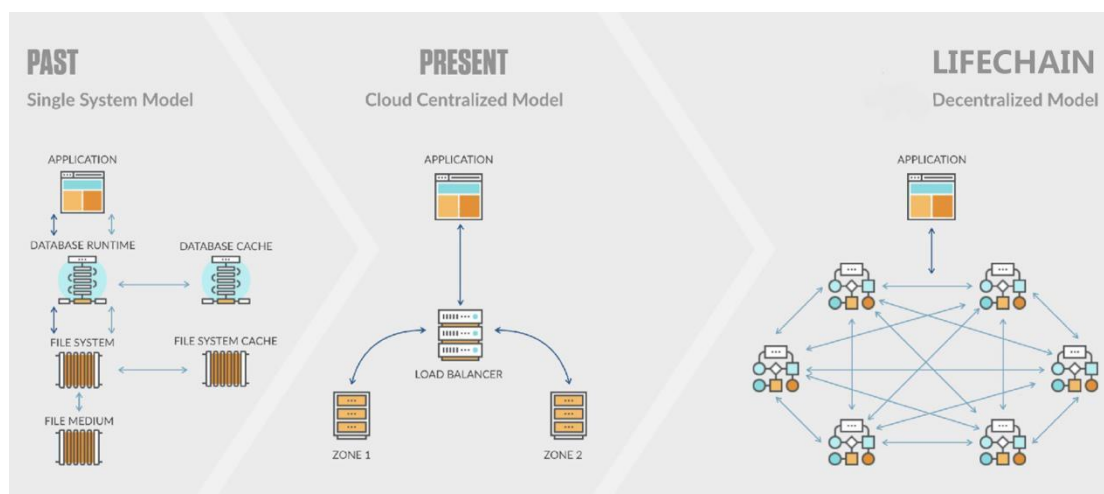 PAST
Single System Model
APPLICATION
DATABASE RUNTIME
DATABASE CACHE
FILE SYSTEM
FILE SYSTEM CACHE
FILE MEDIUM
PRESENT
Cloud Centralized Model
APPLICATION
LOAD BALANCER
ZONE 1
ZONE 2
LIFECHAIN
Decentralized Model
APPLICATION